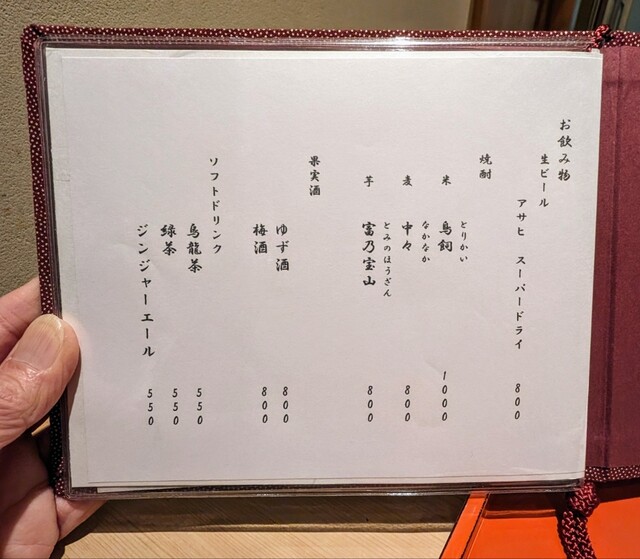 お飲み物
生ビール
アサヒ スーパードライ 800
焼酎
とりかい
米 鳥飼 1000
なかなか
麦 中々 800
とみのほうざん
芋 富乃宝山 800
果実酒
ゆず酒 800
梅酒 800
ソフトドリンク
烏龍茶 550
緑茶 550
ジンジャーエール 550